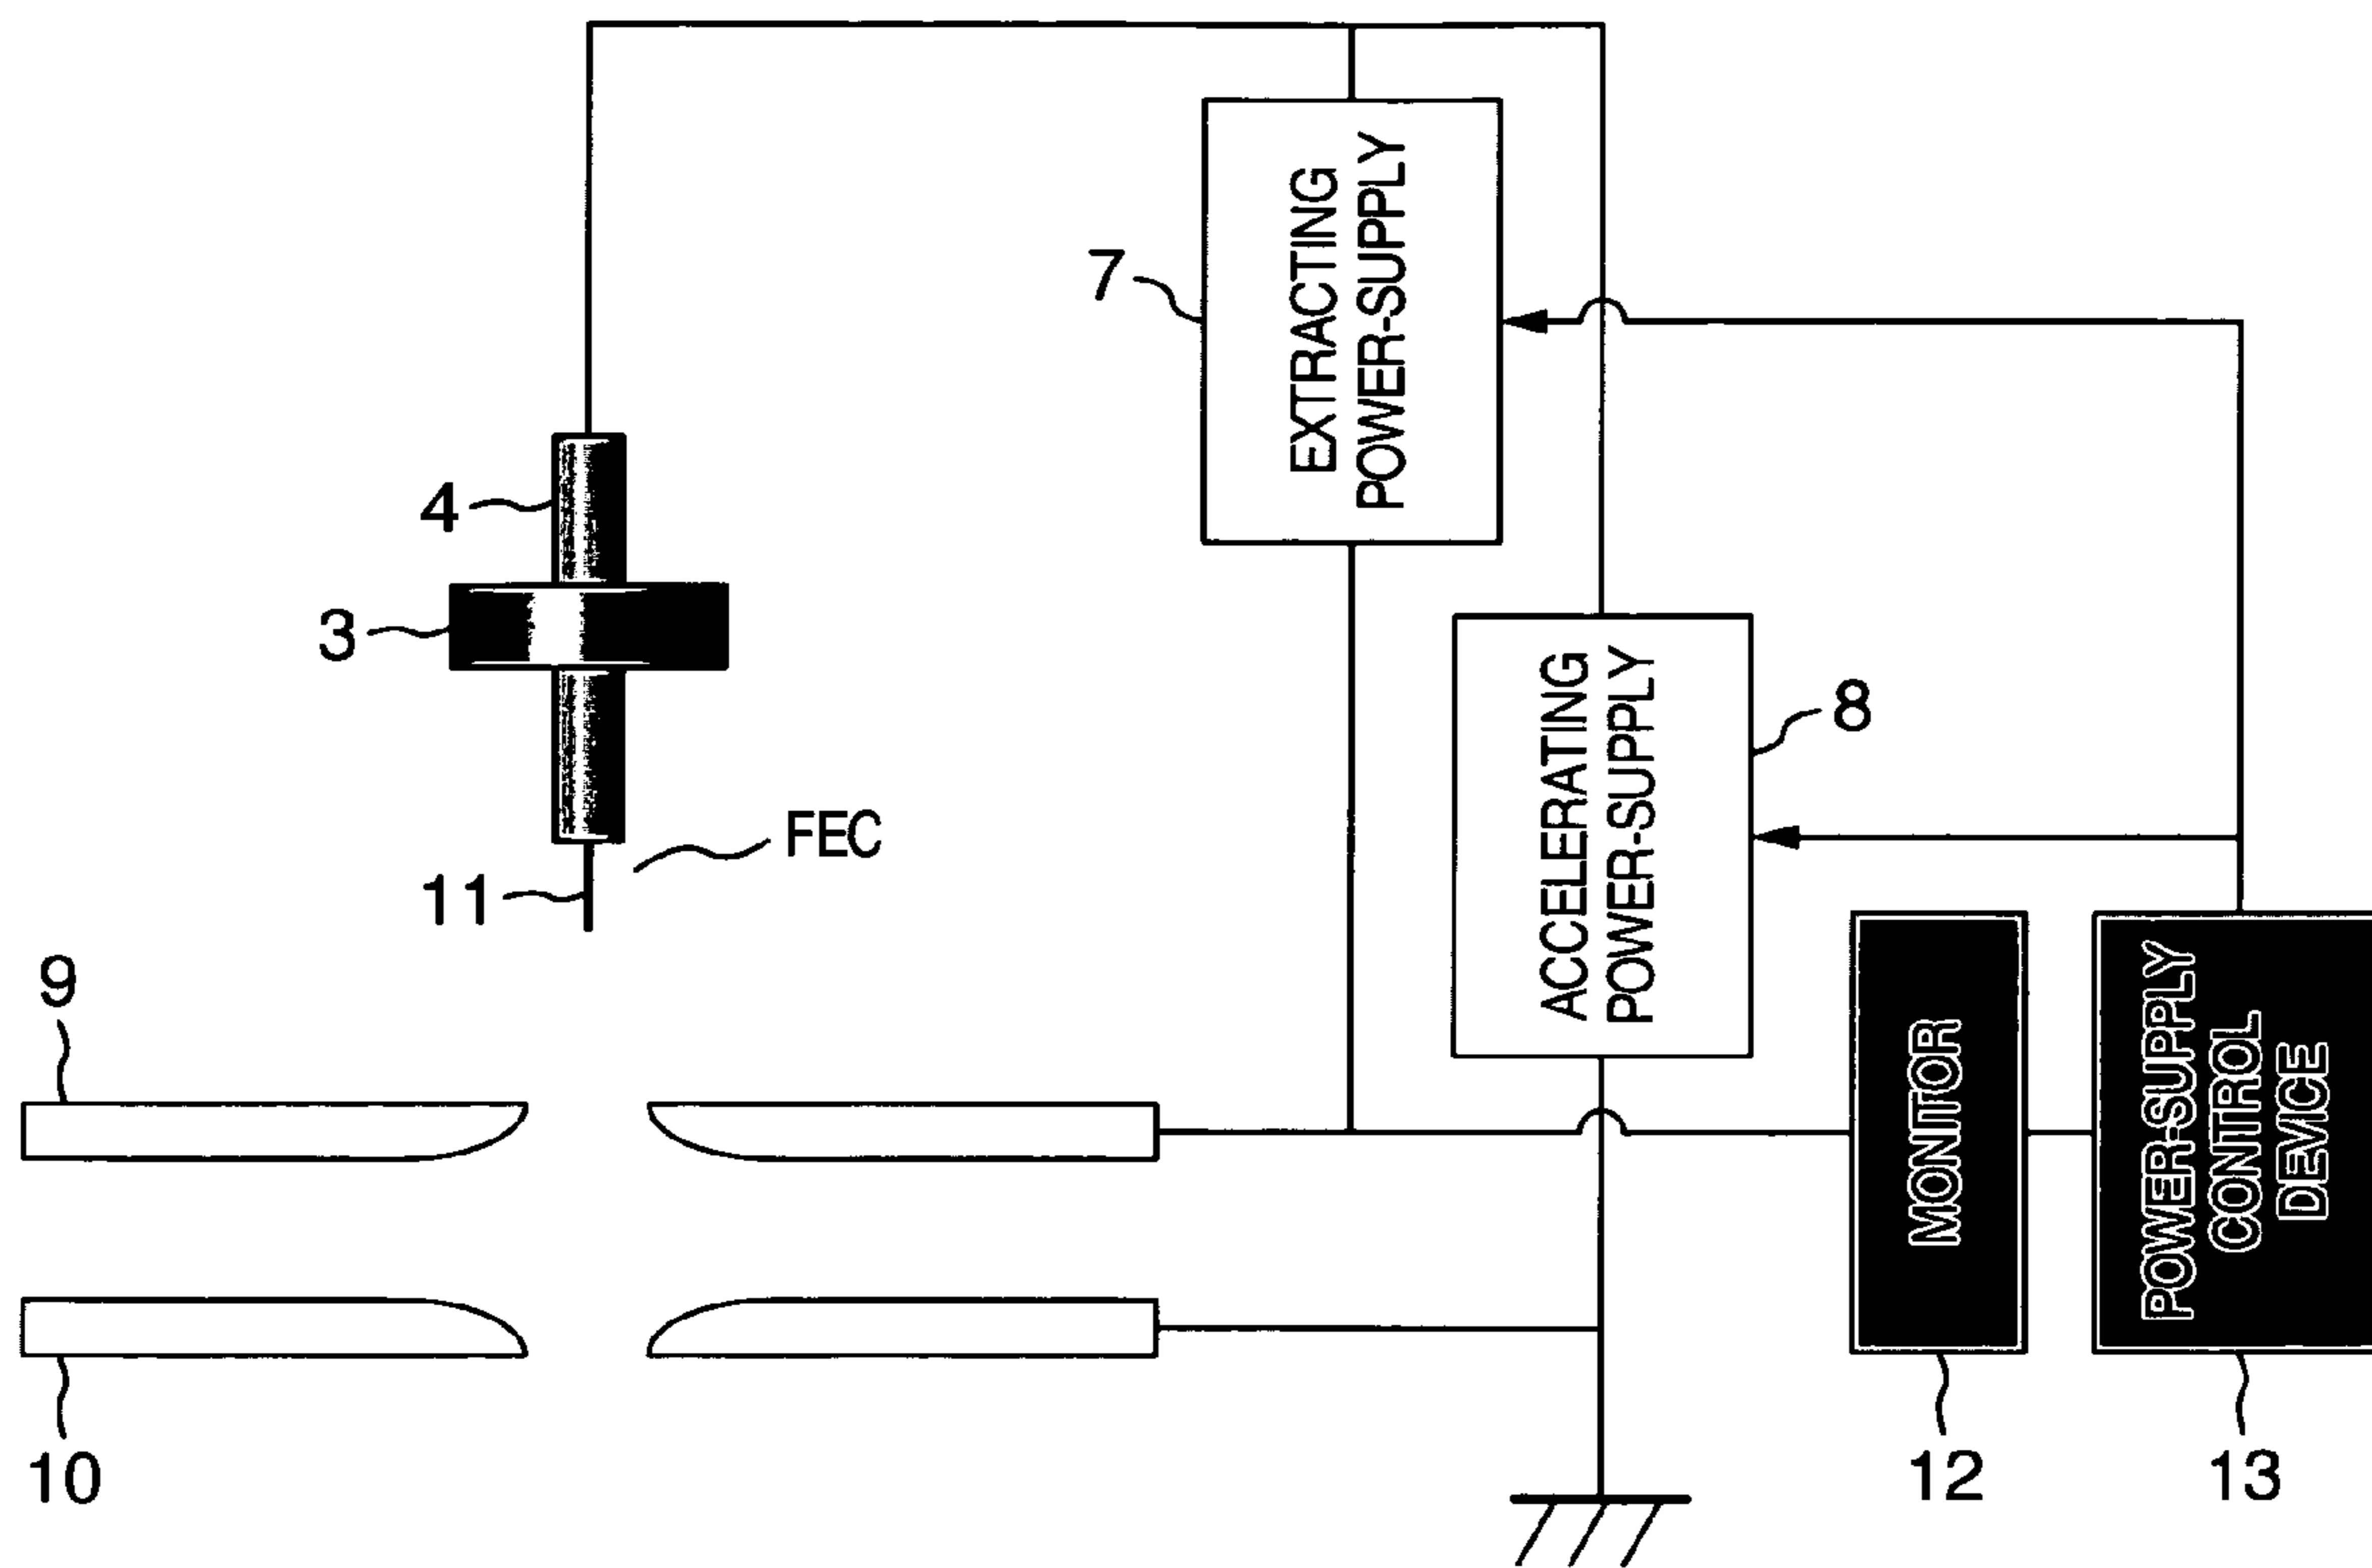 7
EXTRACTING
POWER-SUPPLY
4
3
8
ACCELERATING
POWER-SUPPLY
FEC
11
9
MONITOR
POWER-SUPPLY
CONTROL
DEVICE
10
12
13